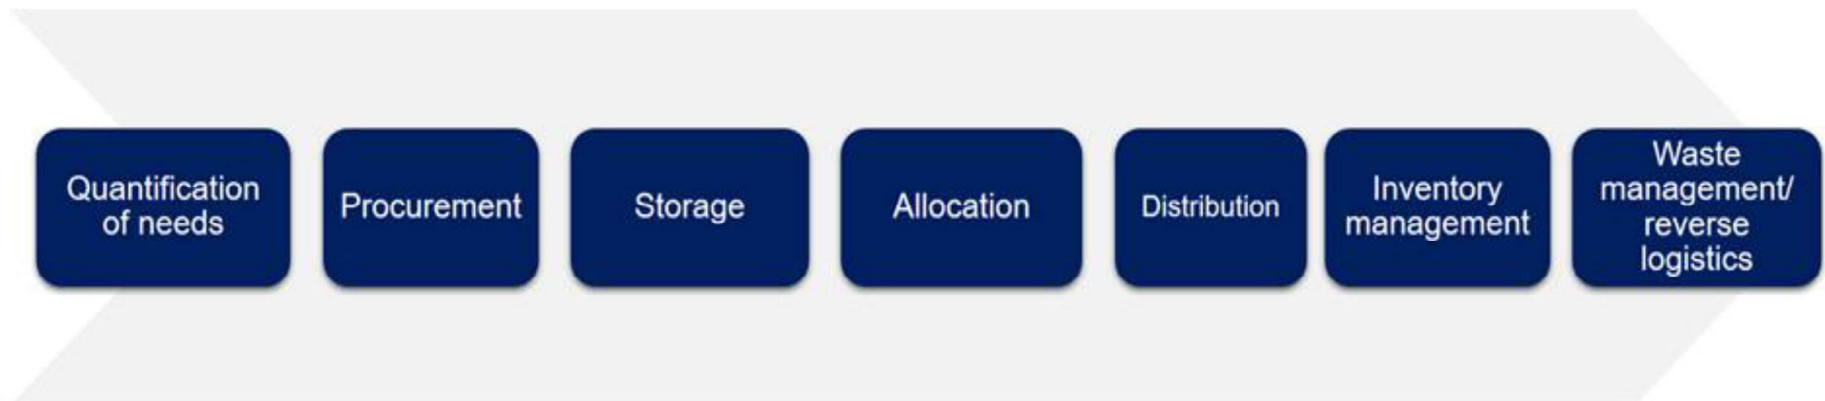 Quantification
of needs
Procurement
Storage
Allocation
Distribution
Inventory
management
Waste
management/
reverse
logistics